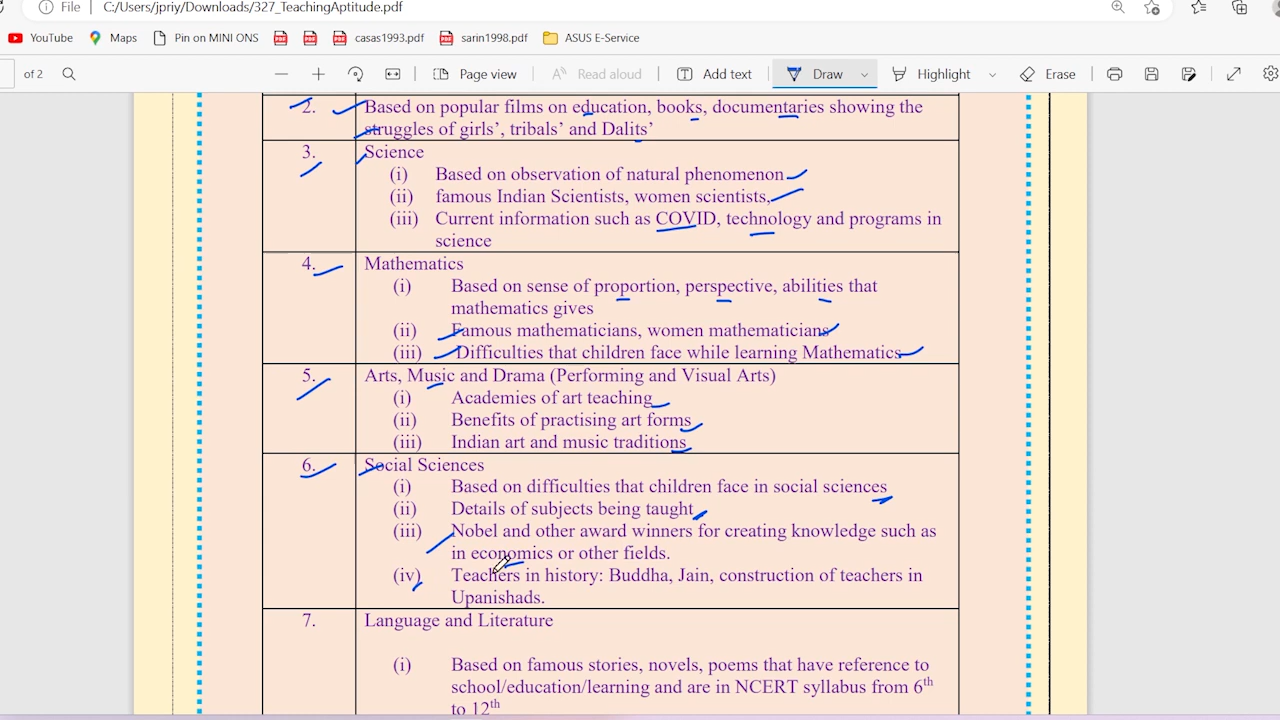 File C:/Users/jpriy/Downloads/327_TeachingAptitude.pdf
YouTube Maps Pin on MINI ONS casas1993.pdf sarin1998.pdf ASUS E-Service
of 2 Page view Read aloud Add text Draw Highlight Erase
2. Based on popular films on education, books, documentaries showing the
struggles of girls', tribals' and Dalits'
3. Science
(i) Based on observation of natural phenomenon
(ii) famous Indian Scientists, women scientists,
(iii) Current information such as COVID, technology and programs in
science
4. Mathematics
(i) Based on sense of proportion, perspective, abilities that
mathematics gives
(ii) Famous mathematicians, women mathematicians
(iii) Difficulties that children face while learning Mathematics
5. Arts, Music and Drama (Performing and Visual Arts)
(i) Academies of art teaching
(ii) Benefits of practising art forms
(iii) Indian art and music traditions
6. Social Sciences
(i) Based on difficulties that children face in social sciences
(ii) Details of subjects being taught
(iii) Nobel and other award winners for creating knowledge such as
in economics or other fields.
(iv) Teachers in history: Buddha, Jain, construction of teachers in
Upanishads.
7. Language and Literature
(i) Based on famous stories, novels, poems that have reference to
school/education/learning and are in NCERT syllabus from 6th
to 12th